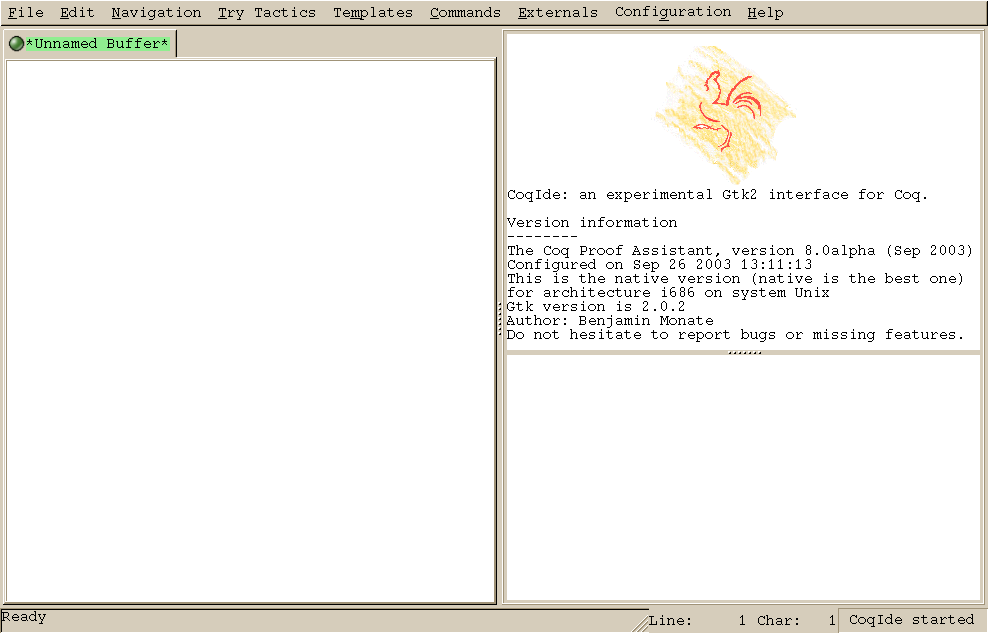 File Edit Navigation Try Tactics Templates Commands Externals Configuration Help
*Unnamed Buffer*
CoqIde: an experimental Gtk2 interface for Coq.
Version information
--------
The Coq Proof Assistant, version 8.0alpha (Sep 2003)
Configured on Sep 26 2003 13:11:13
This is the native version (native is the best one)
for architecture i686 on system Unix
Gtk version is 2.0.2
Author: Benjamin Monate
Do not hesitate to report bugs or missing features.
Ready Line: 1 Char: 1 CoqIde started